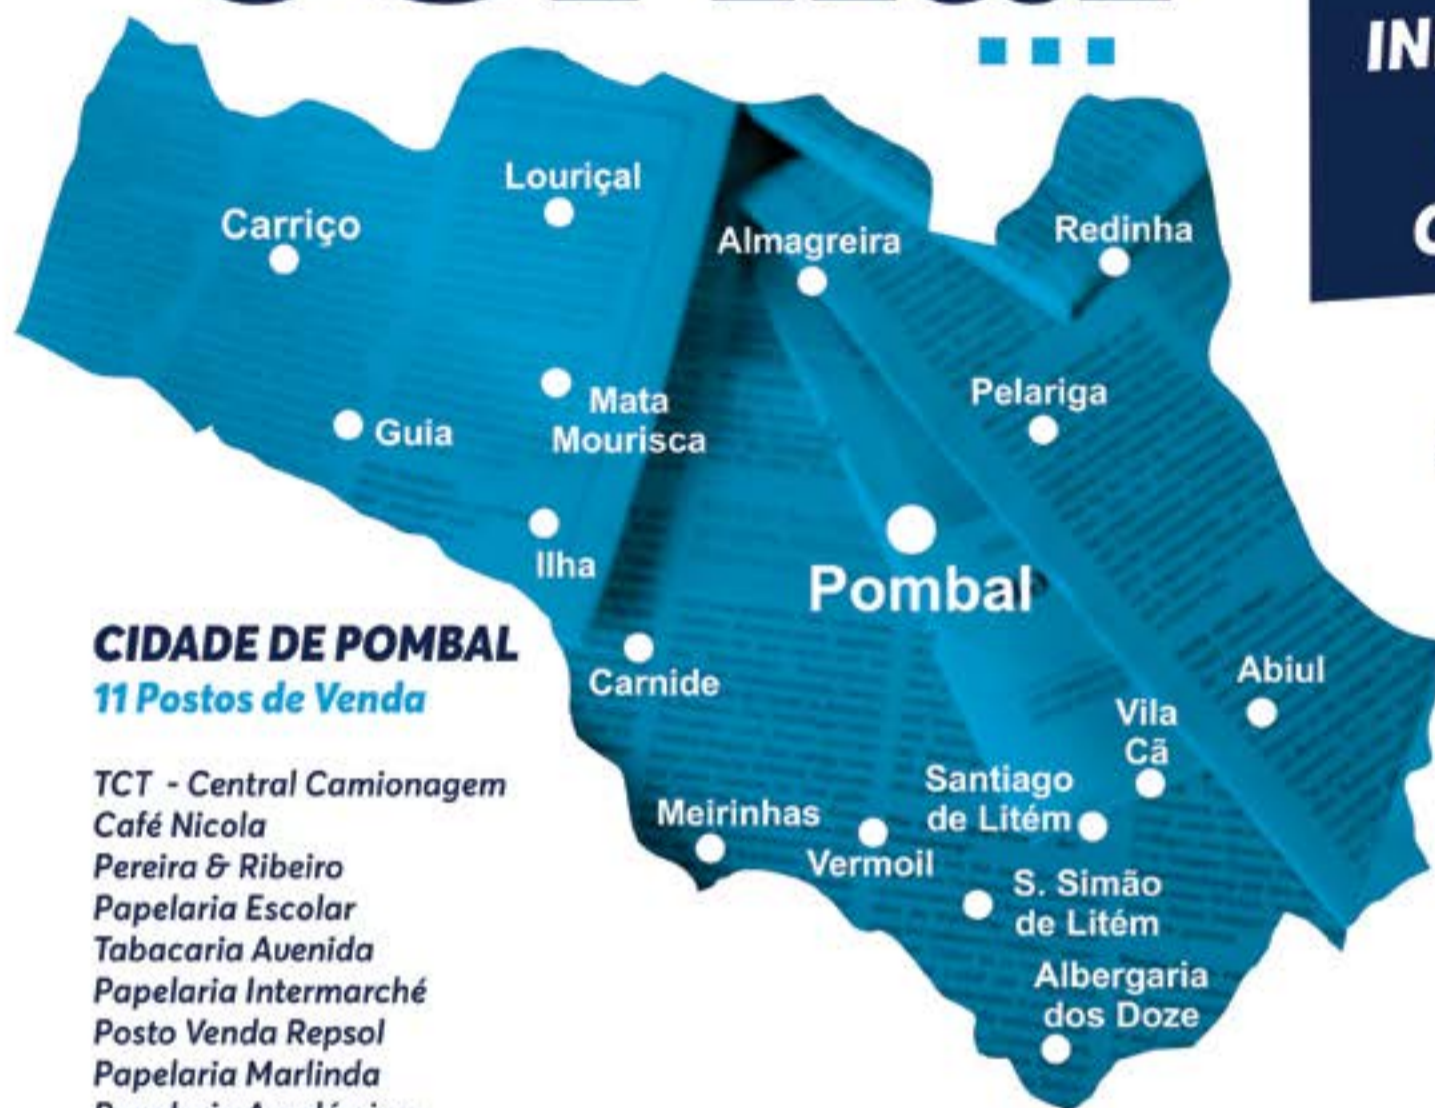 IN
Louriçal
Carriço
Almagreira
Redinha
Pelariga
Mata
Mourisca
Guia
Ilha
Pombal
CIDADE DE POMBAL
11 Postos de Venda
Carnide
Abiul
Vila
Cã
Santiago
de Litém
Meirinhas
Vermoil
S. Simão
de Litém
Albergaria
dos Doze
TCT - Central Camionagem
Café Nicola
Pereira & Ribeiro
Papelaria Escolar
Tabacaria Avenida
Papelaria Intermarché
Posto Venda Repsol
Papelaria Marlinda